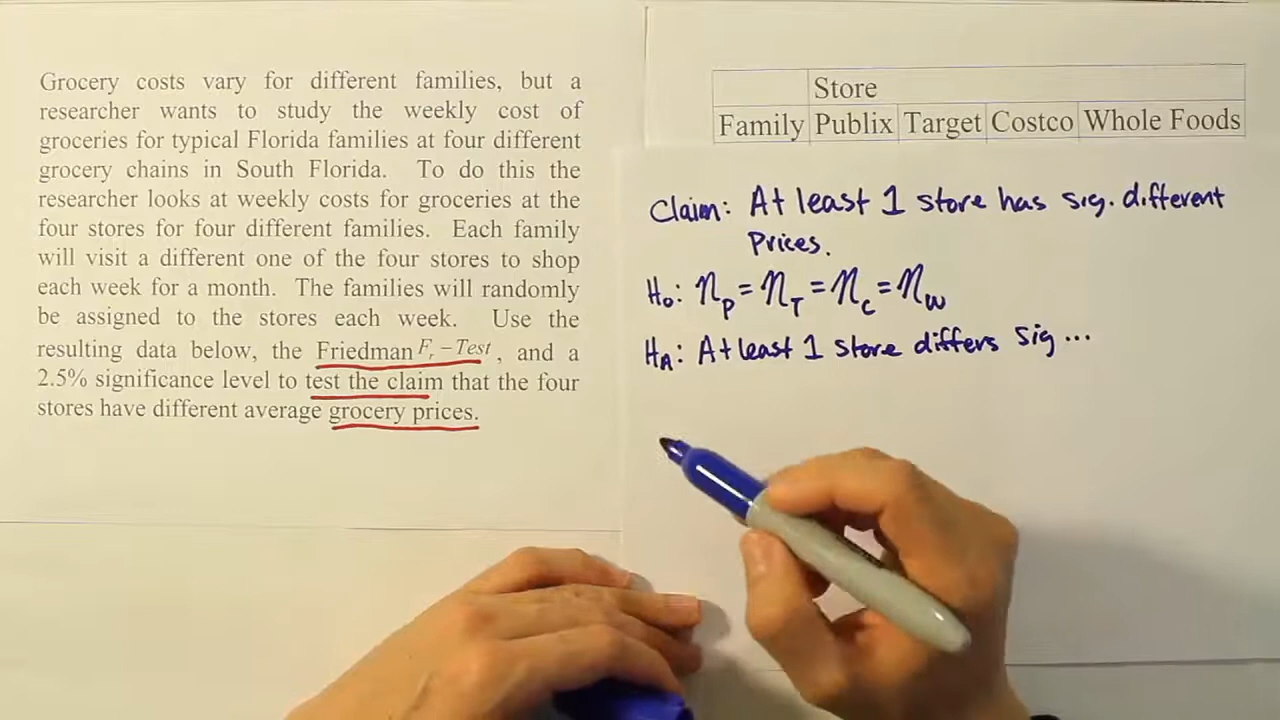 Grocery costs vary for different families, but a
researcher wants to study the weekly cost of
groceries for typical Florida families at four different
grocery chains in South Florida. To do this the
researcher looks at weekly costs for groceries at the
four stores for four different families. Each family
will visit a different one of the four stores to shop
each week for a month. The families will randomly
be assigned to the stores each week. Use the
resulting data below, the Friedman F_r - Test, and a
2.5% significance level to test the claim that the four
stores have different average grocery prices.
Store
Family Publix Target Costco Whole Foods
Claim: At least 1 store has sig. different
Prices.
H₀: η_P = η_T = η_C = η_W
H_A: At least 1 store differs sig ...